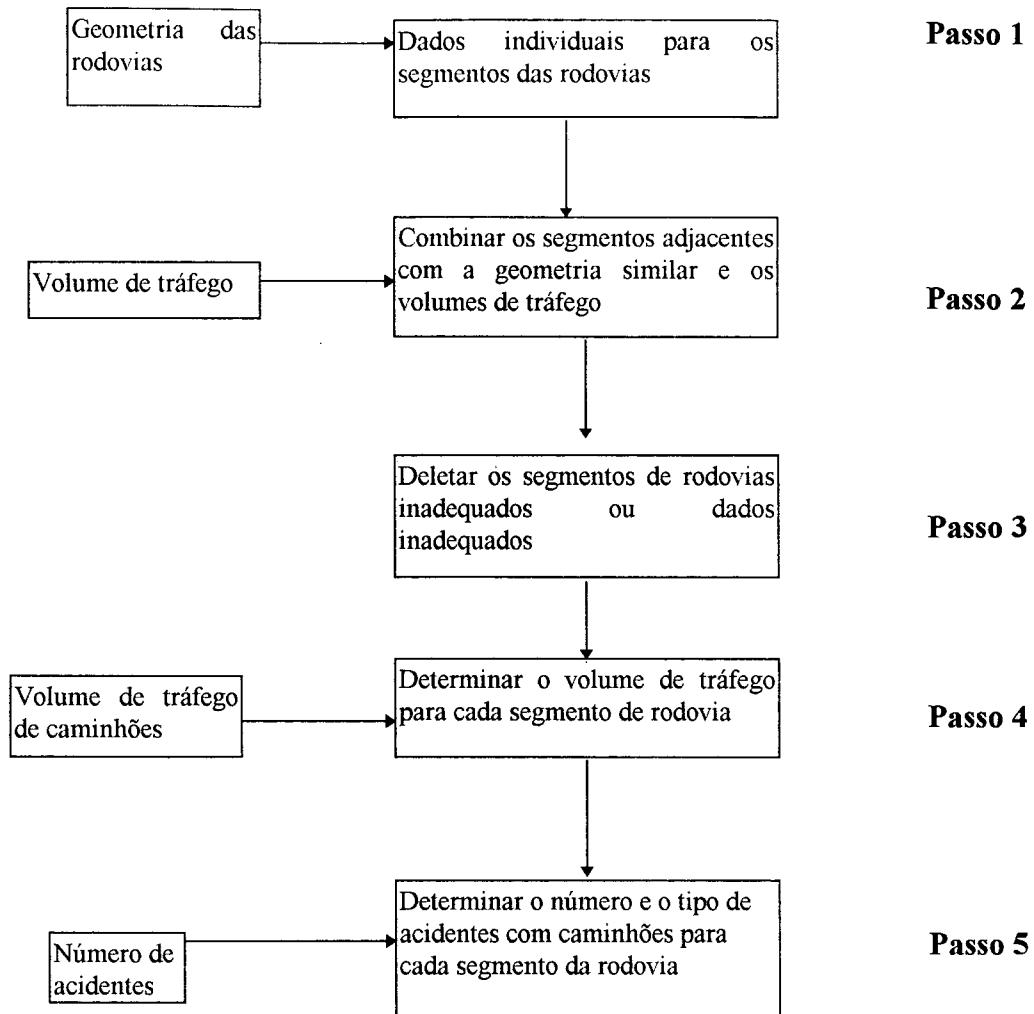 Geometria das
rodovias
Dados individuais para os
segmentos das rodovias
Passo 1
Volume de tráfego
Combinar os segmentos adjacentes
com a geometria similar e os
volumes de tráfego
Passo 2
Deletar os segmentos de rodovias
inadequados ou dados
inadequados
Passo 3
Volume de tráfego
de caminhões
Determinar o volume de tráfego
para cada segmento de rodovia
Passo 4
Número de
acidentes
Determinar o número e o tipo de
acidentes com caminhões para
cada segmento da rodovia
Passo 5